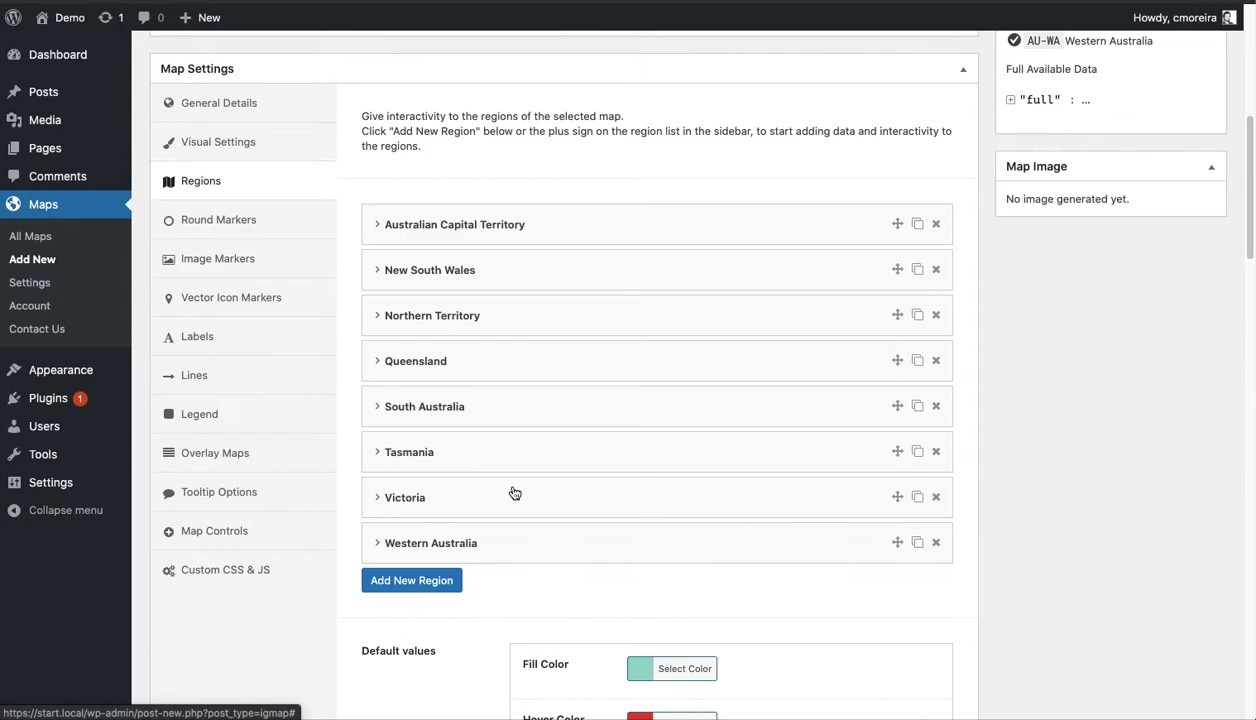 Demo
1
0
New
Howdy, cmoreira
Dashboard
Posts
Media
Pages
Comments
Maps
All Maps
Add New
Settings
Account
Contact Us
Appearance
Plugins 1
Users
Tools
Settings
Collapse menu
Map Settings
General Details
Visual Settings
Regions
Round Markers
Image Markers
Vector Icon Markers
Labels
Lines
Legend
Overlay Maps
Tooltip Options
Map Controls
Custom CSS & JS
Give interactivity to the regions of the selected map.
Click "Add New Region" below or the plus sign on the region list in the sidebar, to start adding data and interactivity to
the regions.
Australian Capital Territory
New South Wales
Northern Territory
Queensland
South Australia
Tasmania
Victoria
Western Australia
Add New Region
Default values
Fill Color
Select Color
Hover Color
AU-WA Western Australia
Full Available Data
"full" : ...
Map Image
No image generated yet.
https://start.local/wp-admin/post-new.php?post_type=igmap#